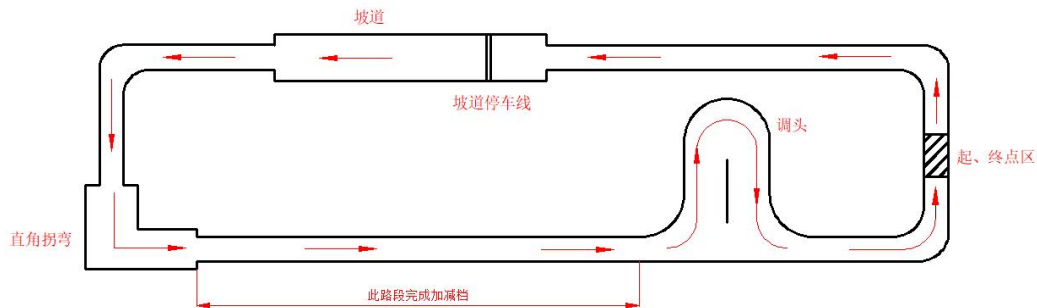 坡道
坡道停车线
调头
起、终点区
直角拐弯
此路段完成加减档